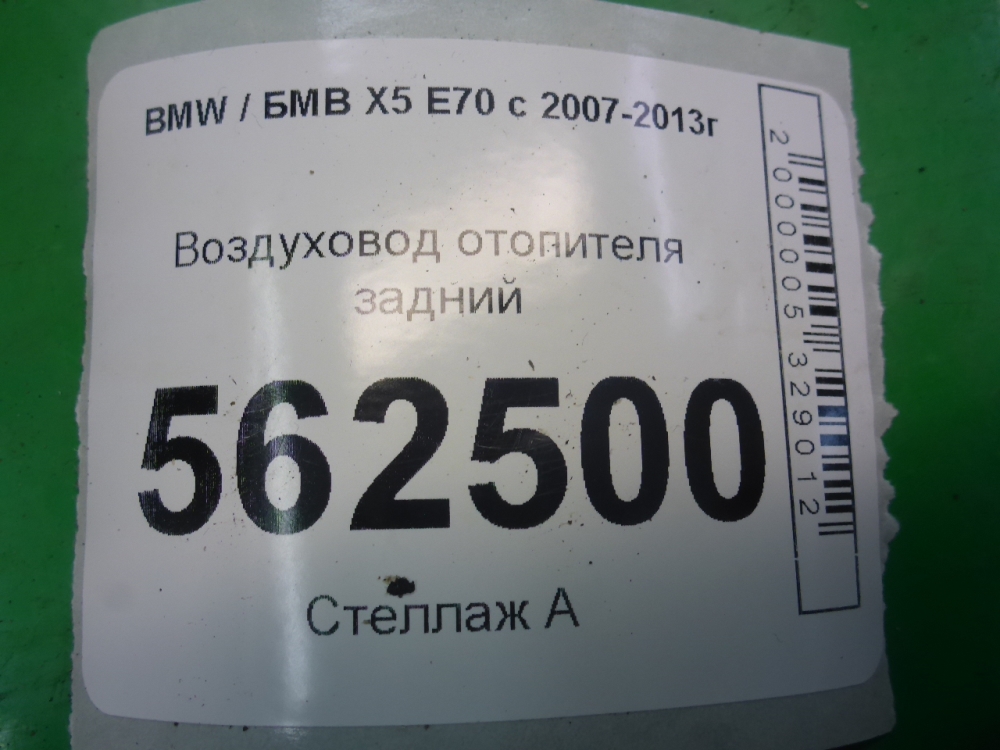 BMW / БМВ X5 E70 с 2007-2013г
Воздуховод отопителя
задний
562500
Стеллаж А
2000005329012